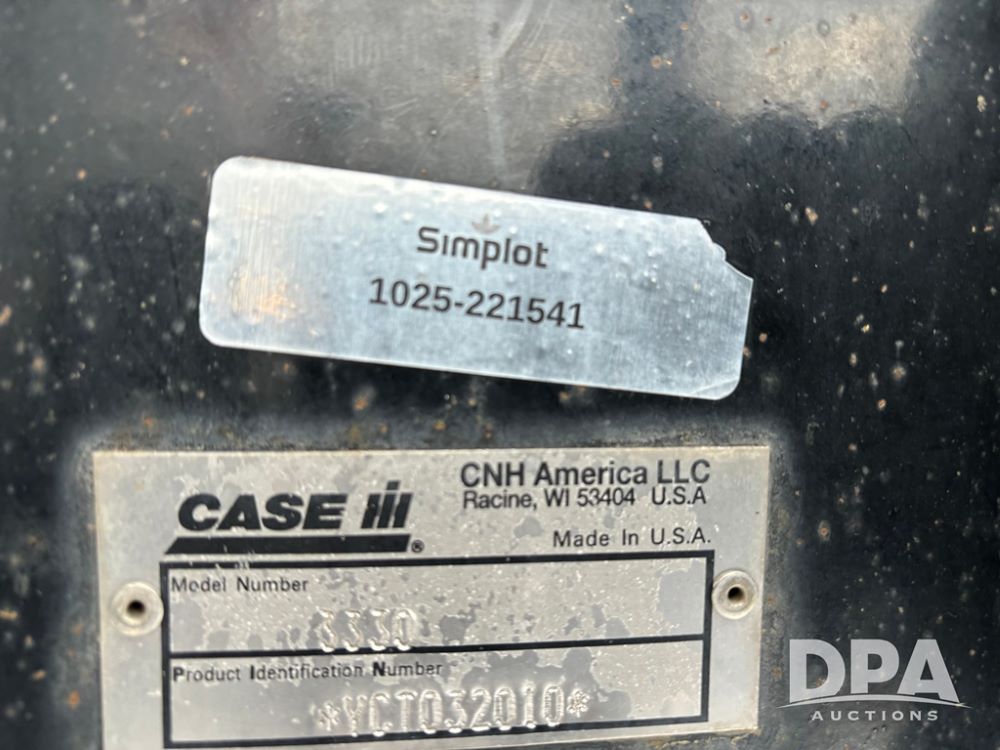 Simplot
1025-221541
CASE IH
CNH America LLC
Racine, WI 53404 U.S.A
Made In U.S.A.
Model Number
3330
Product Identification Number
*YCT032010*
DPA
AUCTIONS